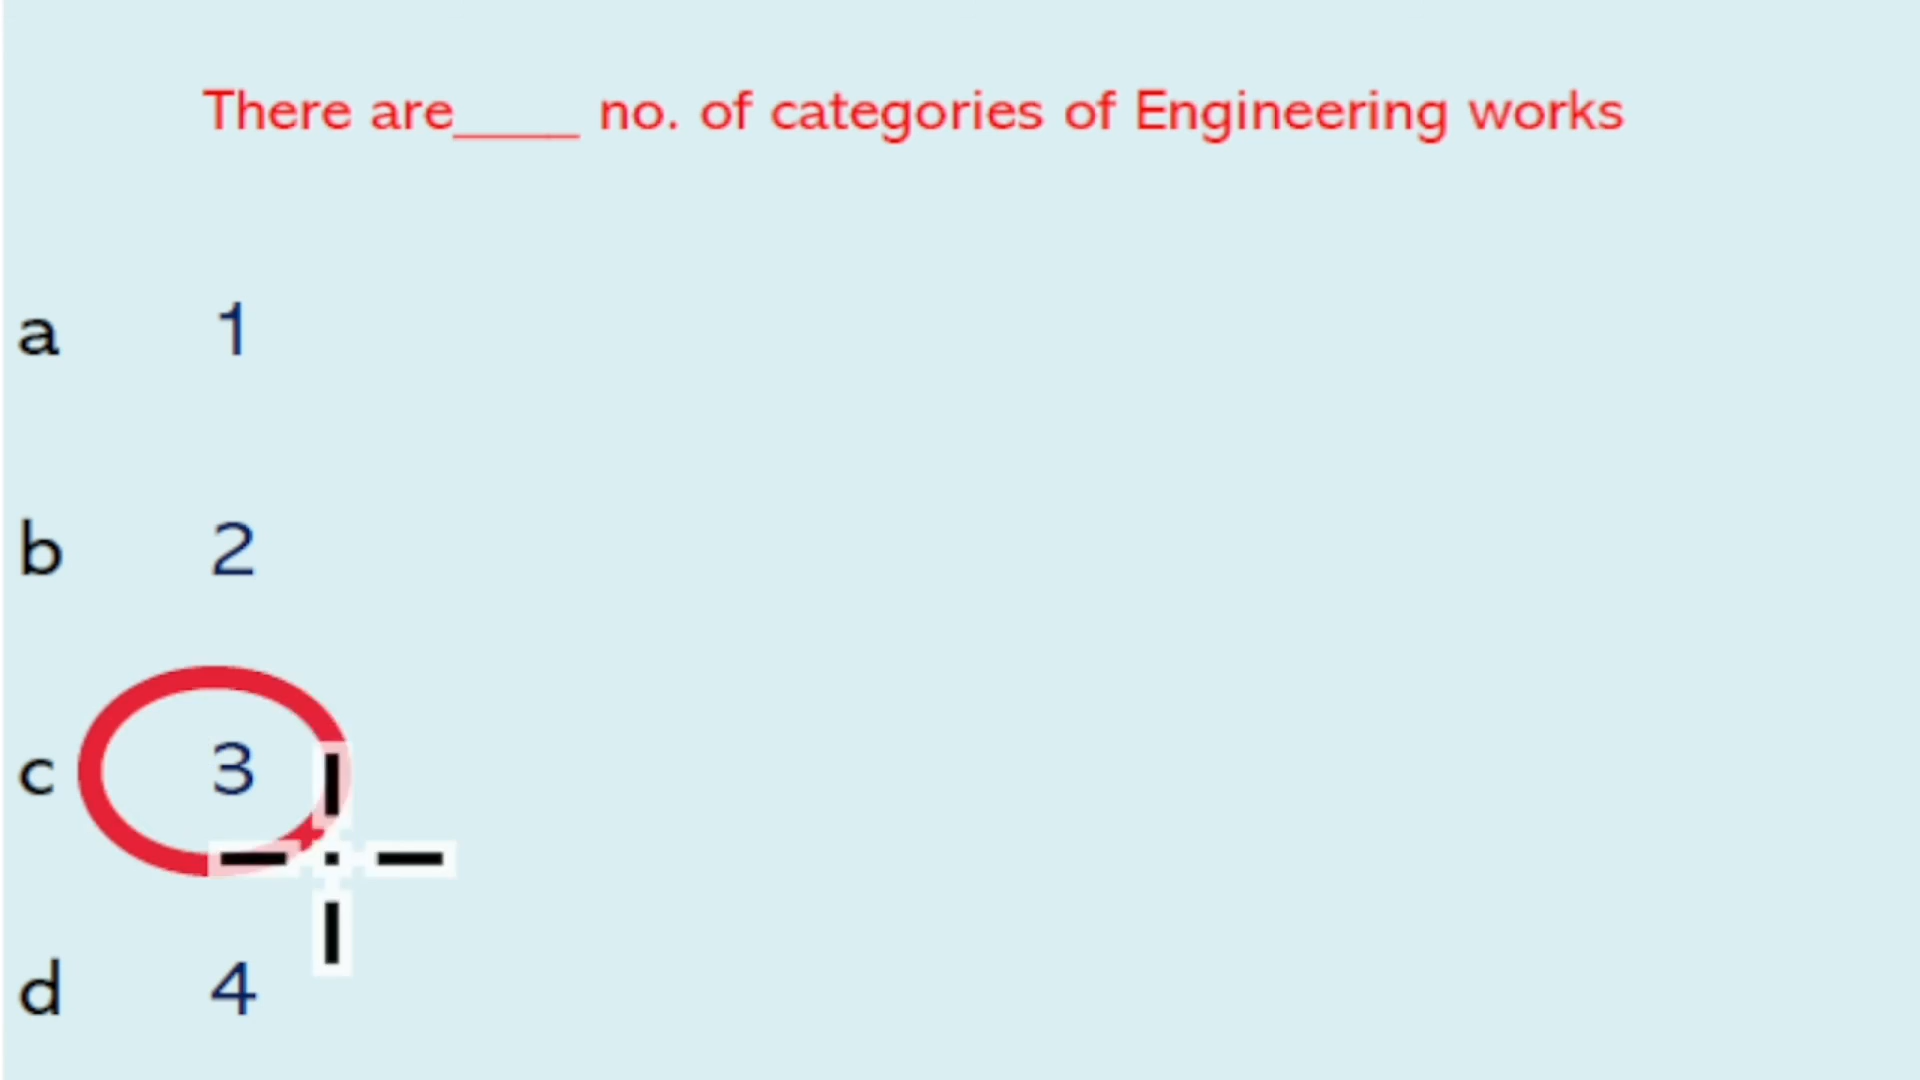 There are____ no. of categories of Engineering works
a 1
b 2
c 3
d 4